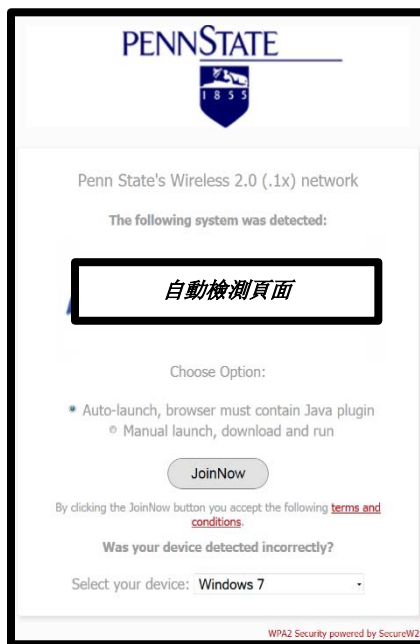 PENNSTATE
1855
Penn State's Wireless 2.0 (.1x) network
The following system was detected:
自動檢測頁面
Choose Option:
Auto-launch, browser must contain Java plugin
Manual launch, download and run
JoinNow
By clicking the JoinNow button you accept the following terms and
conditions.
Was your device detected incorrectly?
Select your device: Windows 7
WPA2 Security powered by SecureW2